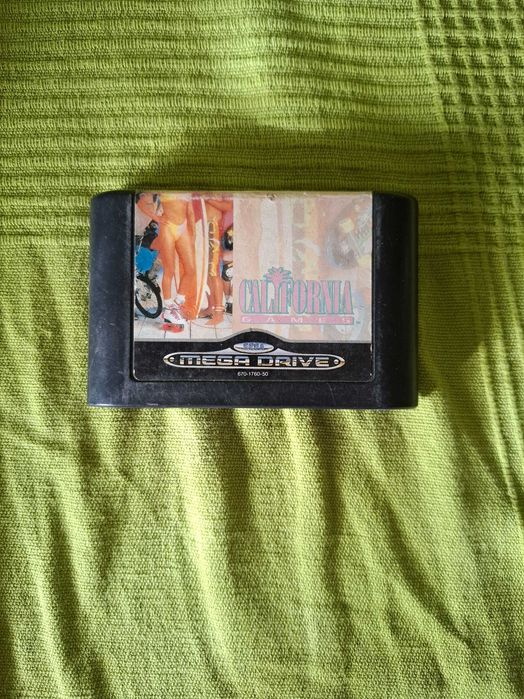 CALIFORNIA
GAMES
SEGA
MEGA DRIVE
670-1760-50